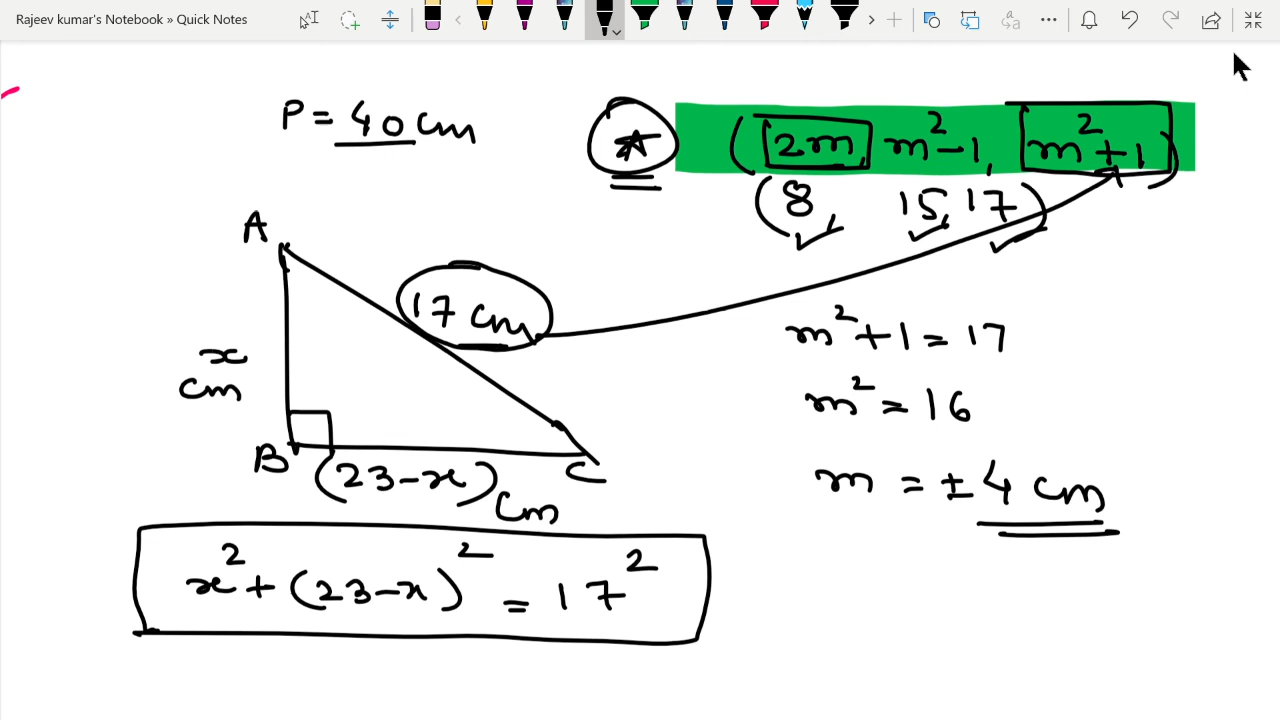 Rajeev kumar's Notebook » Quick Notes
P = 40 cm
(2m, m²-1, m²+1)
(8, 15, 17)
A
17 cm
x
cm
B
C
(23-x) cm
m²+1 = 17
m² = 16
m = ±4 cm
x² + (23-x)² = 17²